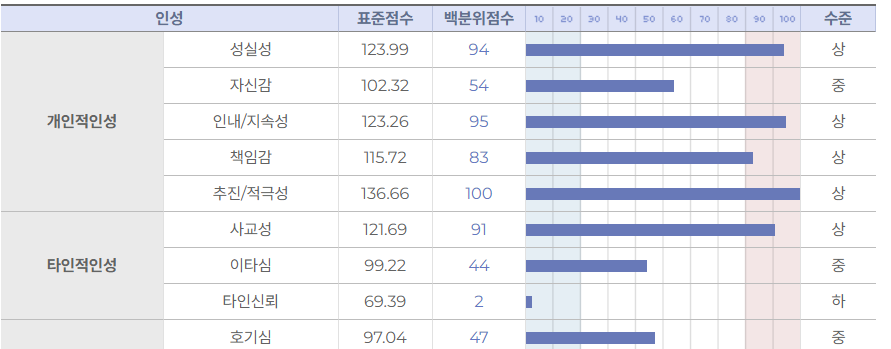 인성 표준점수 백분위점수 10 20 30 40 50 60 70 80 90 100 수준
개인적인성
성실성 123.99 94 상
자신감 102.32 54 중
인내/지속성 123.26 95 상
책임감 115.72 83 상
추진/적극성 136.66 100 상
타인적인성
사교성 121.69 91 상
이타심 99.22 44 중
타인신뢰 69.39 2 하
호기심 97.04 47 중